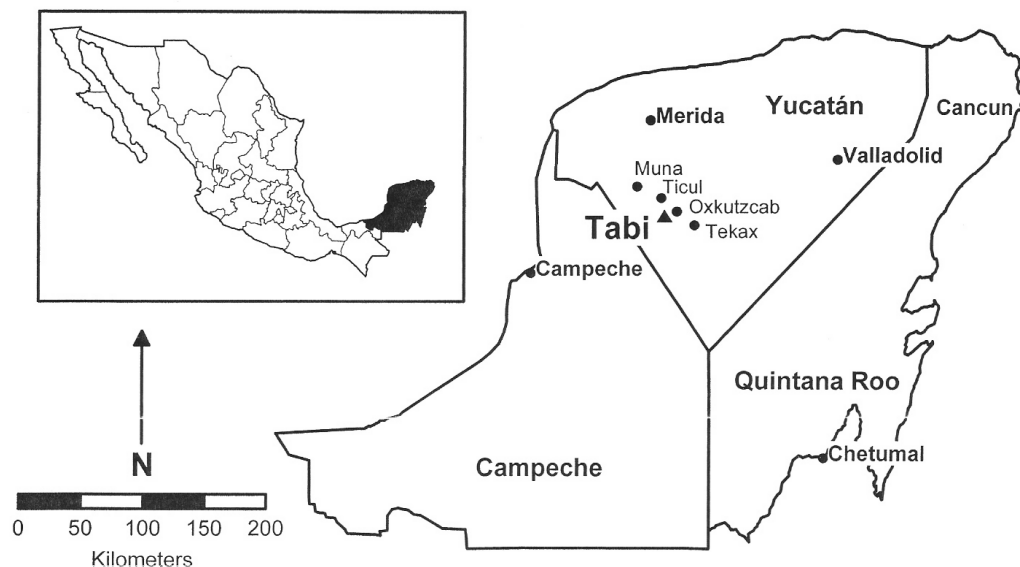 Yucatán
Cancun
Merida
Valladolid
Muna
Ticul
Oxkutzcab
Tabi
Tekax
Campeche
Quintana Roo
Campeche
Chetumal
N
0 50 100 150 200
Kilometers